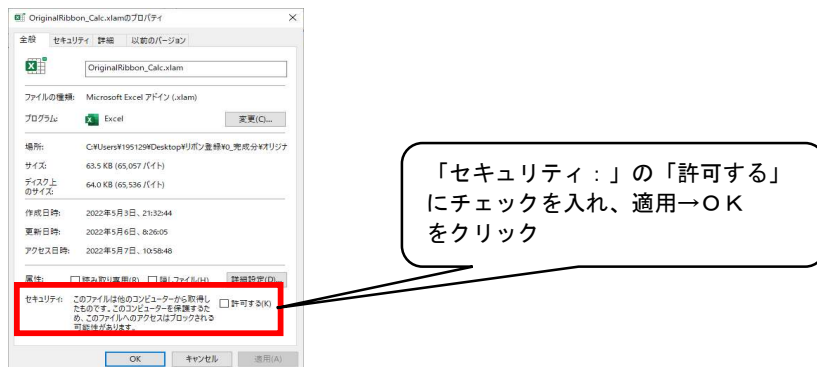 OriginalRibbon_Calc.xlamのプロパティ
全般 セキュリティ 詳細 以前のバージョン
OriginalRibbon_Calc.xlam
ファイルの種類: Microsoft Excel アドイン (.xlam)
プログラム: Excel 変更(C)...
場所: C:¥Users¥195129¥Desktop¥リボン登録¥0_完成分¥オリジナ
サイズ: 63.5 KB (65,057 バイト)
ディスク上
のサイズ: 64.0 KB (65,536 バイト)
作成日時: 2022年5月3日、21:32:44
更新日時: 2022年5月6日、8:26:05
アクセス日時: 2022年5月7日、10:58:48
属性: 読み取り専用(R) 隠しファイル(H) 詳細設定(D)...
セキュリティ: このファイルは他のコンピューターから取得し
たものです。このコンピューターを保護するた
め、このファイルへのアクセスはブロックされる
可能性があります。
許可する(K)
OK キャンセル 適用(A)
「セキュリティ:」の「許可する」
にチェックを入れ、適用→OK
をクリック